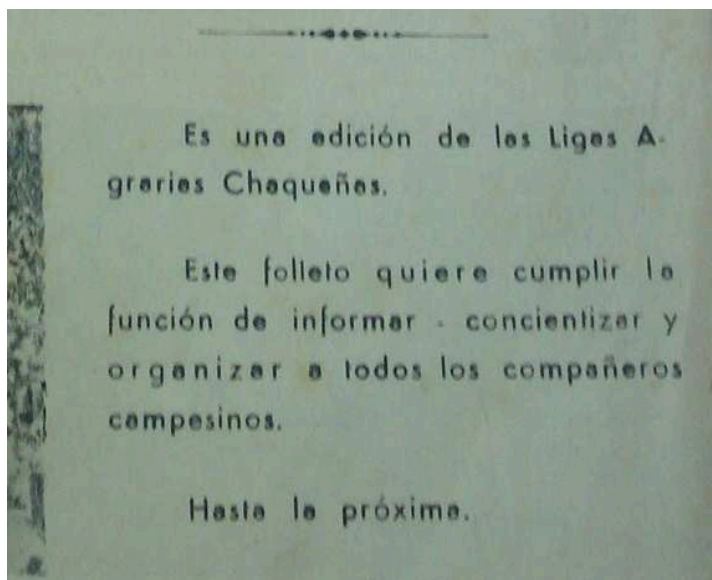 Es una edición de las Ligas A-
grarias Chaqueñas.
Este folleto quiere cumplir la
función de informar - concientizar y
organizar a todos los compañeros
campesinos.
Hasta la próxima.